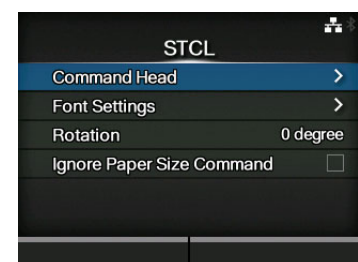 STCL
Command Head
Font Settings
Rotation 0 degree
Ignore Paper Size Command